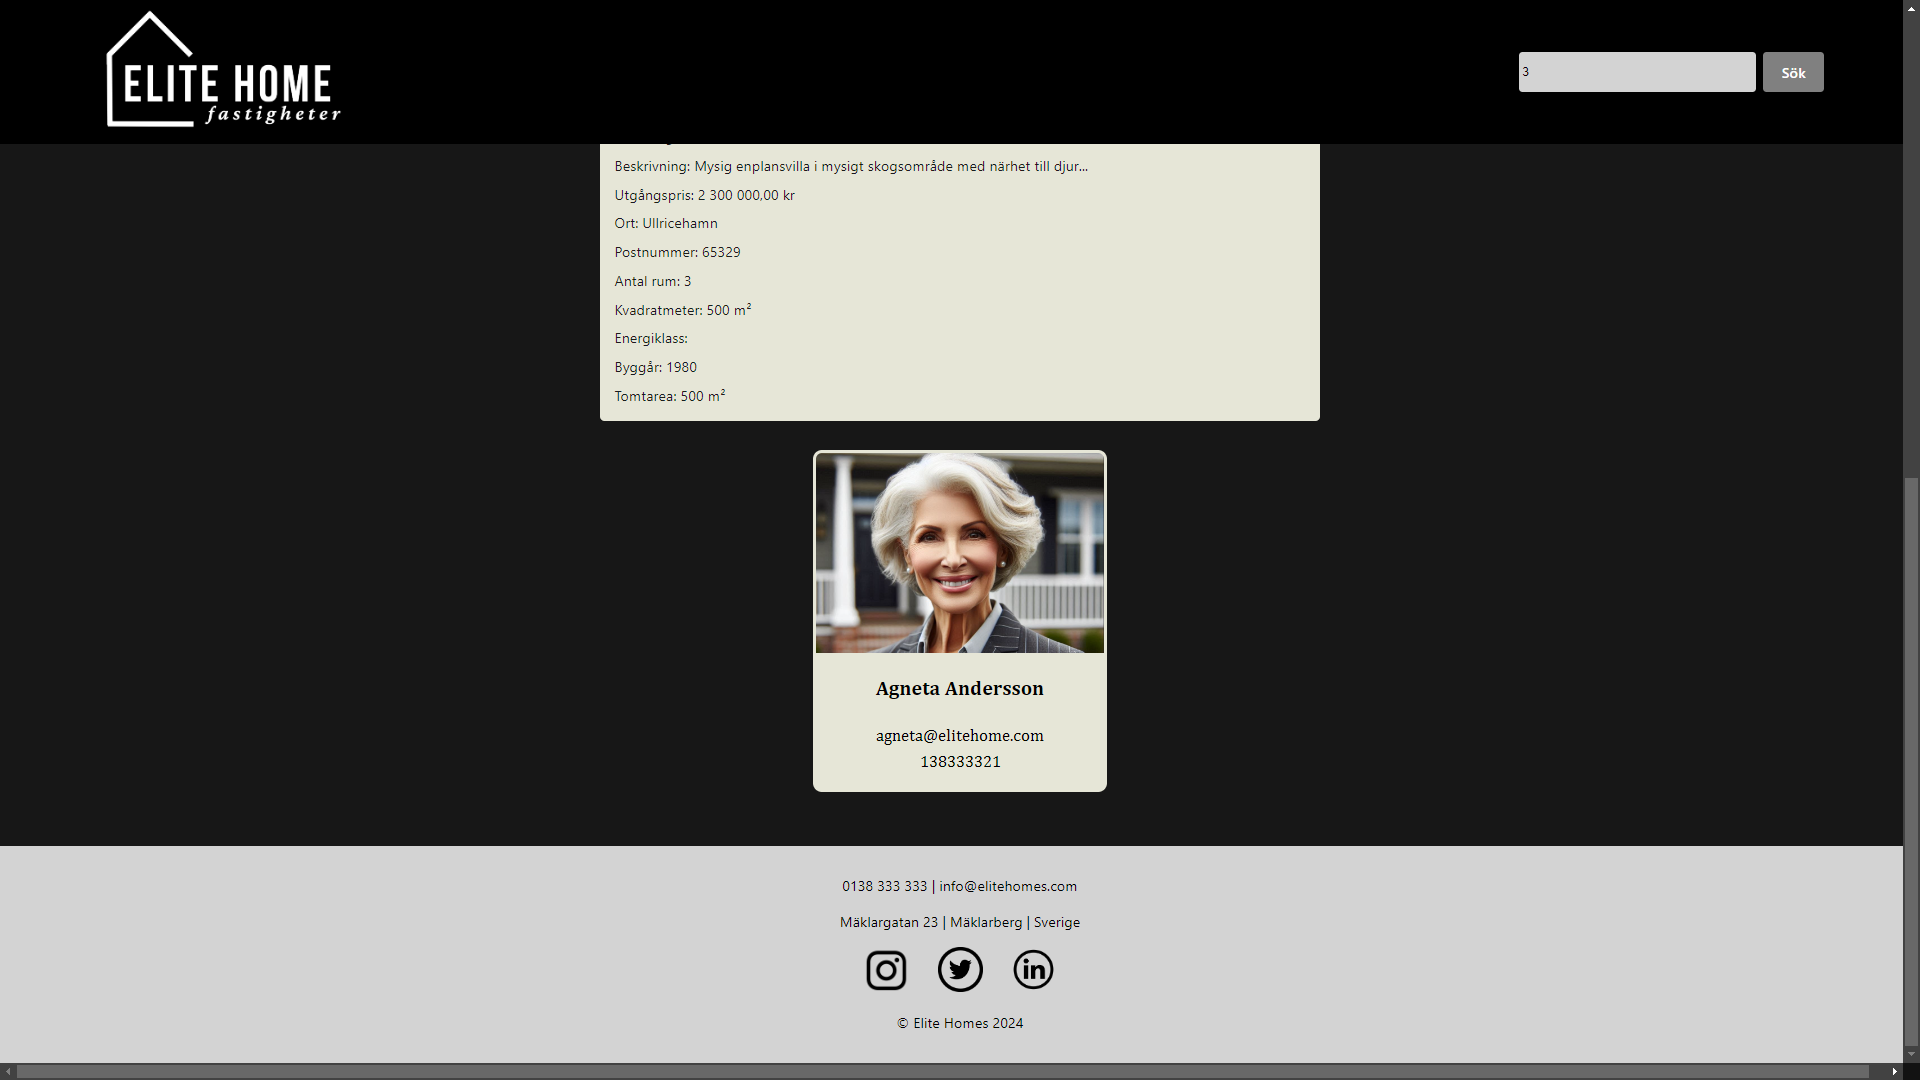 ELITE HOME
fastigheter
3
Sök
Beskrivning: Mysig enplansvilla i mysigt skogsområde med närhet till djur...
Utgångspris: 2 300 000,00 kr
Ort: Ullricehamn
Postnummer: 65329
Antal rum: 3
Kvadratmeter: 500 m²
Energiklass:
Byggår: 1980
Tomtarea: 500 m²
Agneta Andersson
agneta@elitehome.com
138333321
0138 333 333 | info@elitehomes.com
Mäklargatan 23 | Mäklarberg | Sverige
in
© Elite Homes 2024